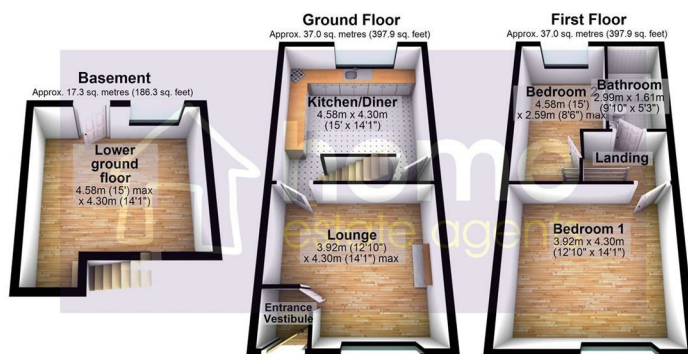 Basement
Approx. 17.3 sq. metres (186.3 sq. feet)
Lower
ground
floor
4.58m (15') max
x 4.30m (14'1")
Ground Floor
Approx. 37.0 sq. metres (397.9 sq. feet)
Kitchen/Diner
4.58m x 4.30m
(15' x 14'1")
Lounge
3.92m (12'10")
x 4.30m (14'1") max
Entrance
Vestibule
First Floor
Approx. 37.0 sq. metres (397.9 sq. feet)
Bedroom 2
4.58m (15')
x 2.59m (8'6") max
Bathroom
2.99m x 1.61m
(9'10" x 5'3")
Landing
Bedroom 1
3.92m x 4.30m
(12'10" x 14'1")
home
estate agents